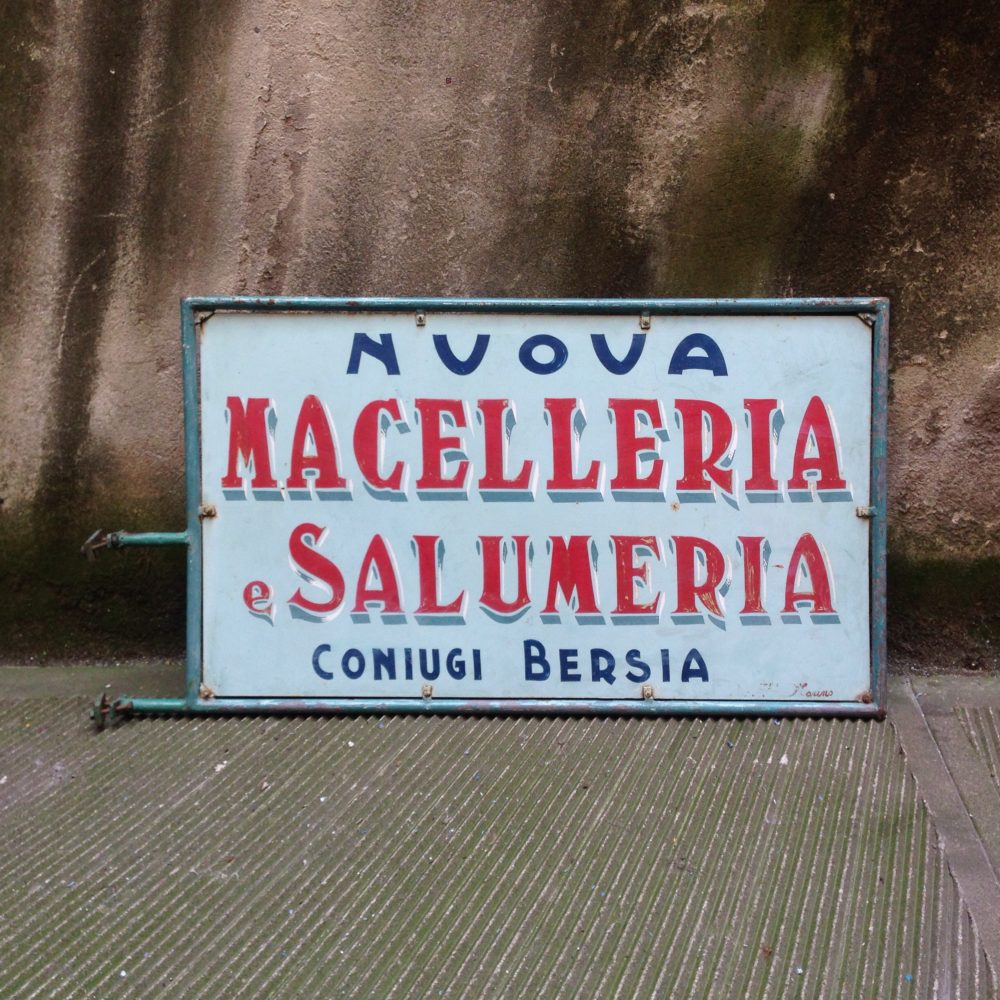 NUOVA
MACELLERIA
e SALUMERIA
CONIUGI BERSIA